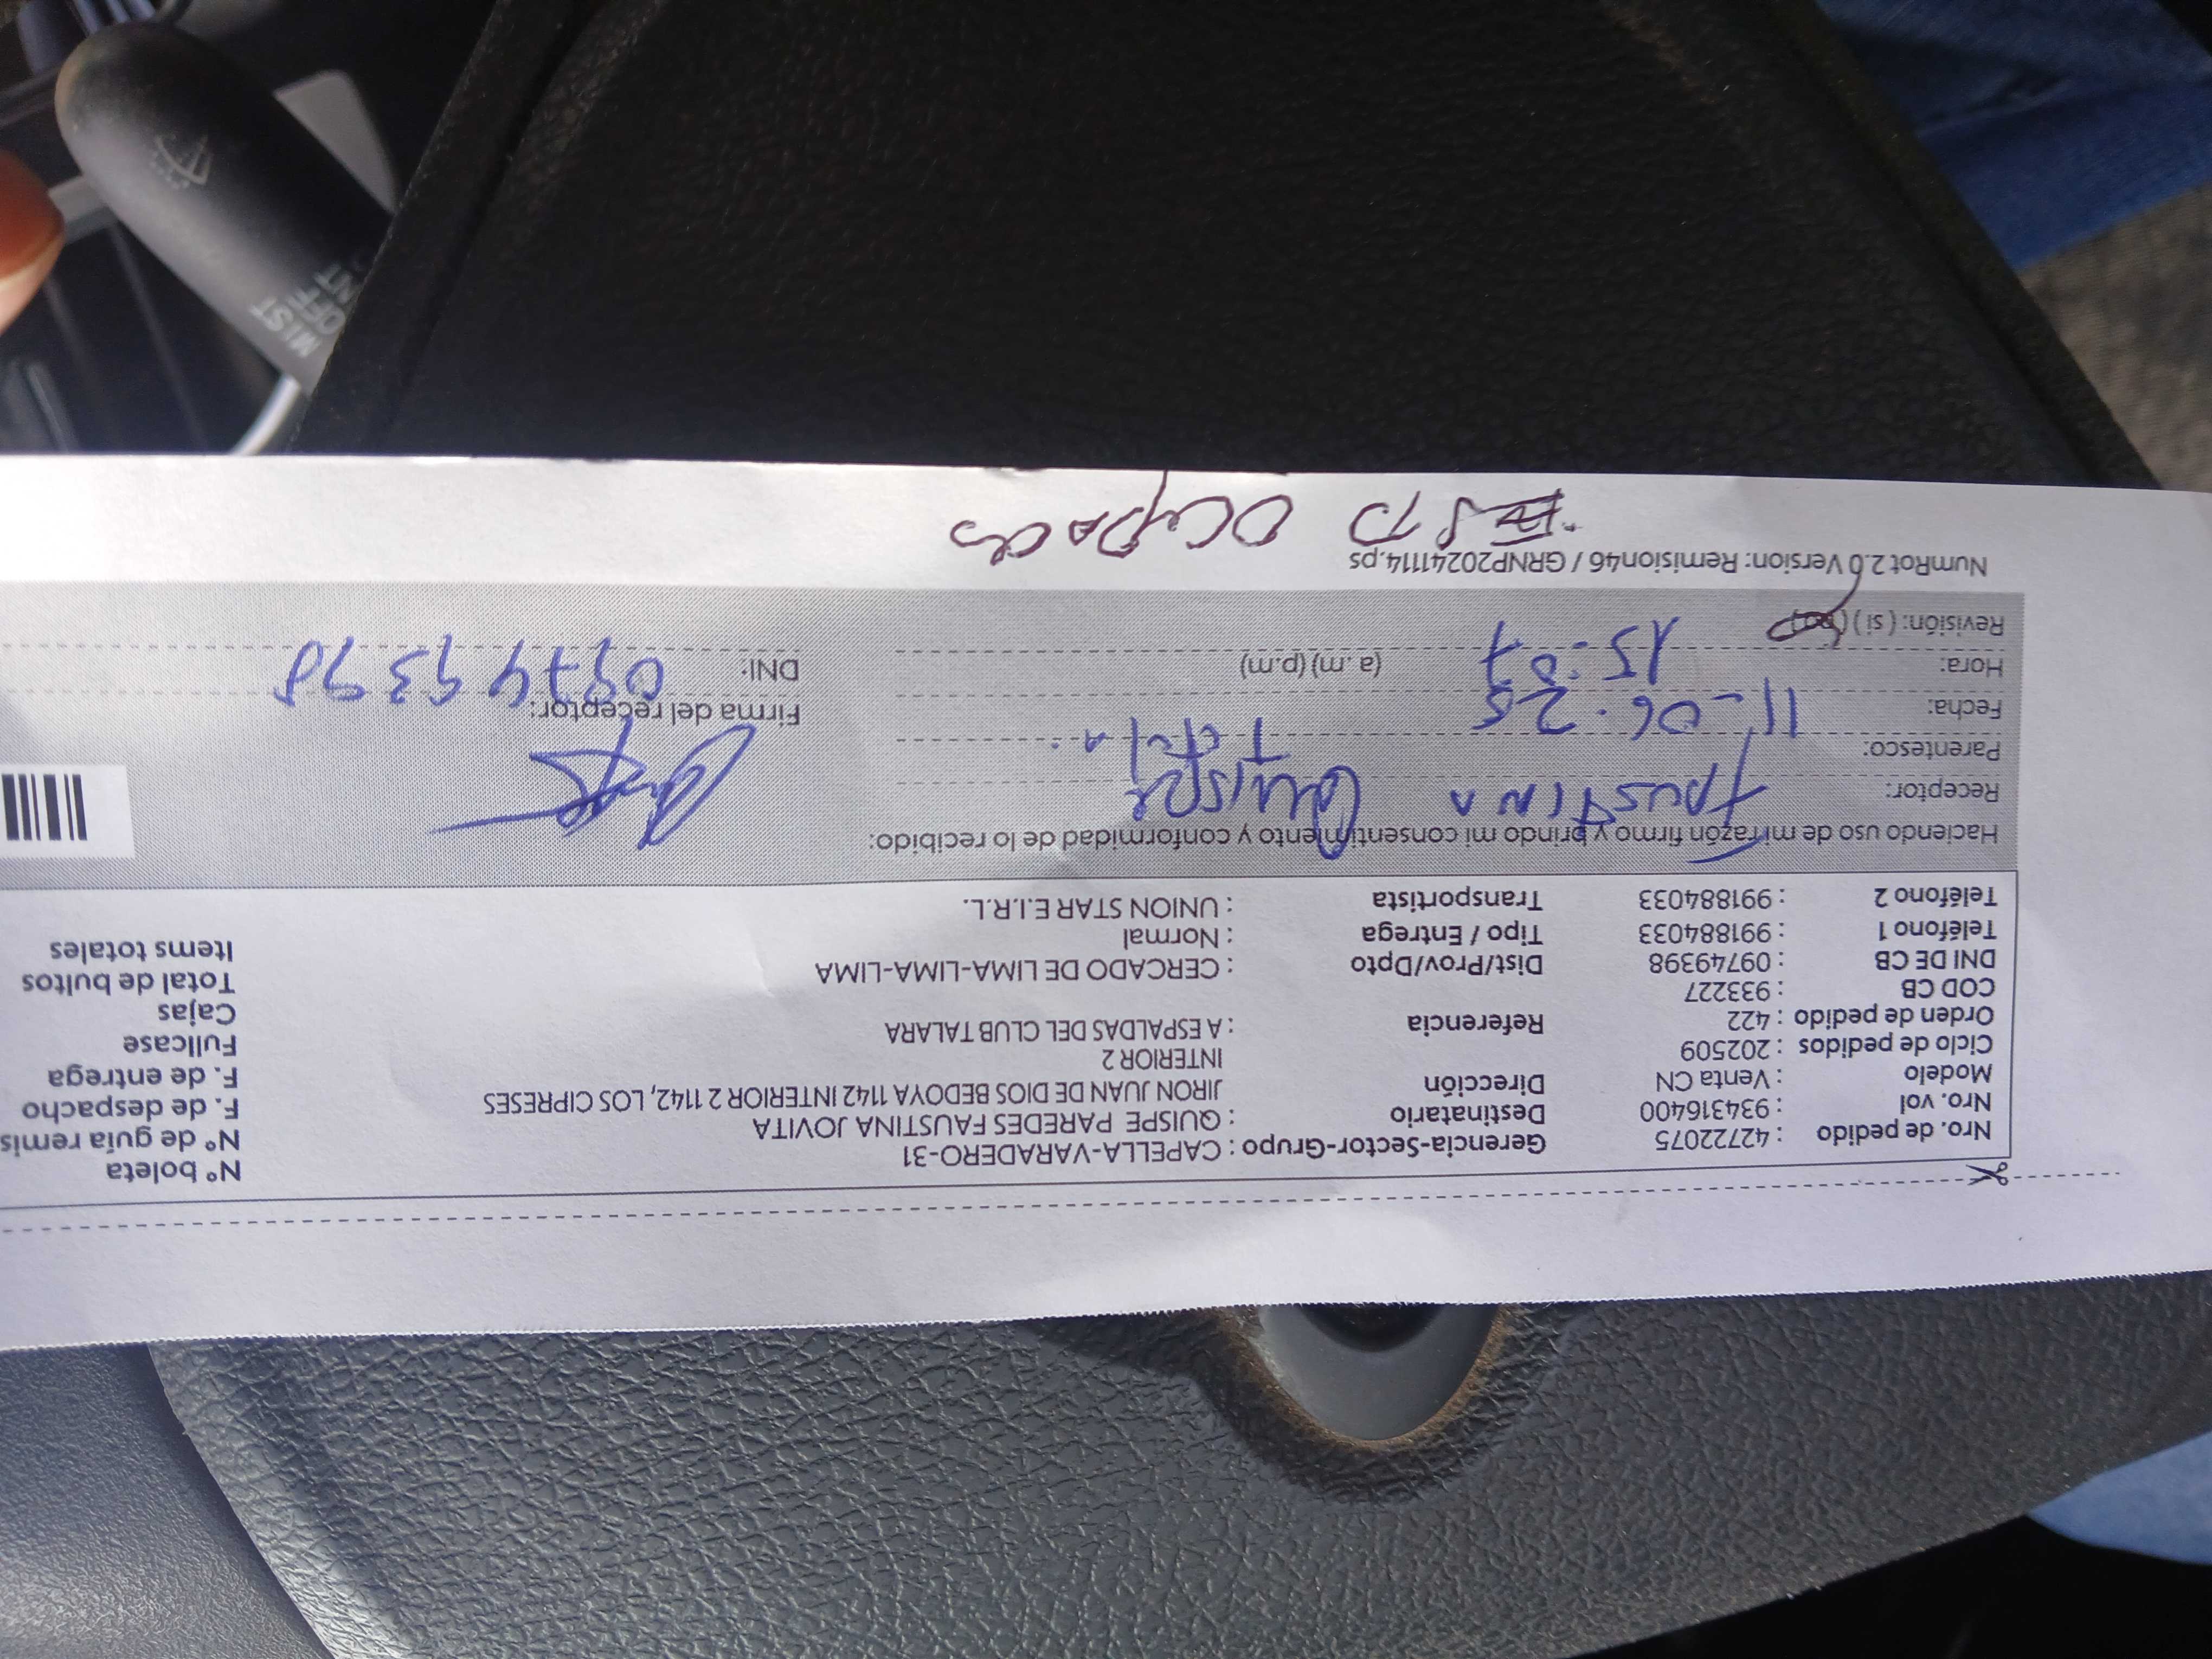 Nro. de pedido : 42722075 Gerencia-Sector-Grupo : CAPELLA-VARADERO-31 N° boleta
Nro. vol : 934316400 Destinatario : QUISPE PAREDES FAUSTINA JOVITA N° de guía remis
Modelo : Venta CN Dirección JIRON JUAN DE DIOS BEDOYA 1142 INTERIOR 2 1142, LOS CIPRESES F. de despacho
Ciclo de pedidos : 202509 INTERIOR 2 F. de entrega
Orden de pedido : 422 Referencia : A ESPALDAS DEL CLUB TALARA Fullcase
COD CB : 933227 Cajas
DNI DE CB : 09749398 Dist/Prov/Dpto : CERCADO DE LIMA-LIMA-LIMA Total de bultos
Teléfono 1 : 991884033 Tipo / Entrega : Normal Items totales
Teléfono 2 : 991884033 Transportista : UNION STAR E.I.R.L.
Haciendo uso de mi razón firmo y brindo mi consentimiento y conformidad de lo recibido:
Receptor: Faustina Quispe
Parentesco: Titular Firma del receptor:
Fecha: 11-06-25
Hora: 15:07 (a. m) (p.m) DNI: 09749398
Revisión: ( si ) (no)
NumRot 2.0 Version: Remision46 / GRNP20241114.ps
OCUPADA
MIST
OFF
INT